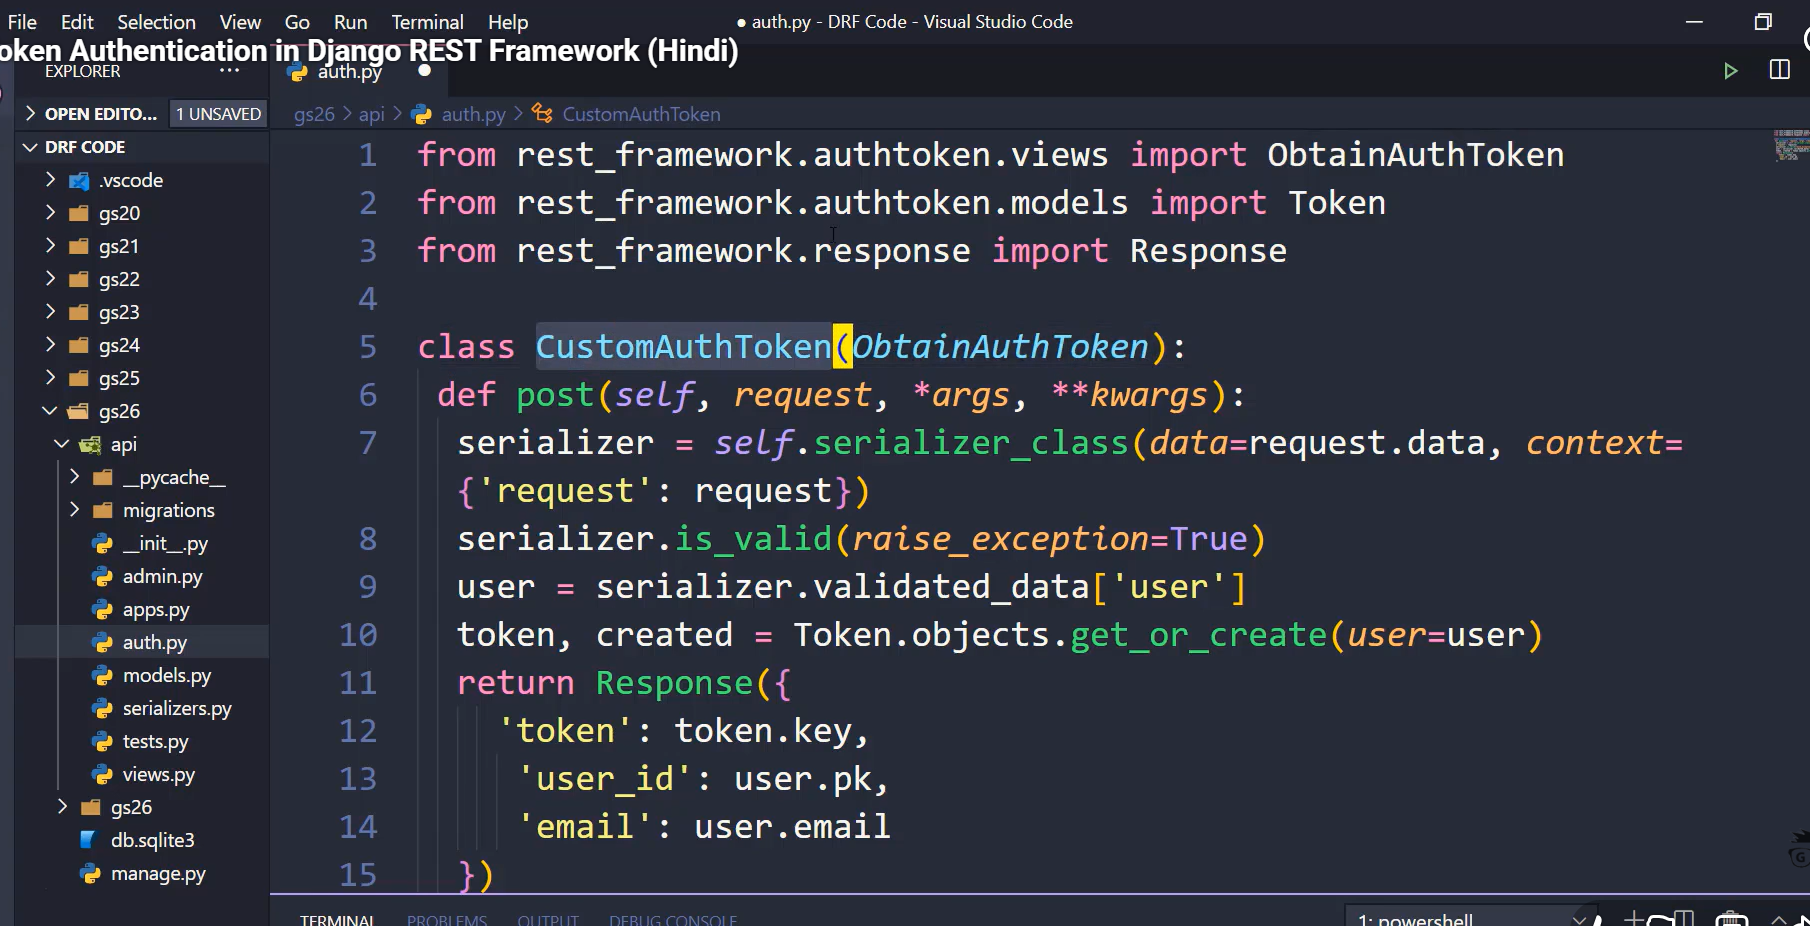 File Edit Selection View Go Run Terminal Help
● auth.py - DRF Code - Visual Studio Code
oken Authentication in Django REST Framework (Hindi)
EXPLORER ···
auth.py ●
OPEN EDITO... 1 UNSAVED
gs26 > api > auth.py > CustomAuthToken
DRF CODE
.vscode
gs20
gs21
gs22
gs23
gs24
gs25
gs26
api
__pycache__
migrations
__init__.py
admin.py
apps.py
auth.py
models.py
serializers.py
tests.py
views.py
gs26
db.sqlite3
manage.py
1 from rest_framework.authtoken.views import ObtainAuthToken
2 from rest_framework.authtoken.models import Token
3 from rest_framework.response import Response
4
5 class CustomAuthToken(ObtainAuthToken):
6 def post(self, request, *args, **kwargs):
7 serializer = self.serializer_class(data=request.data, context=
{'request': request})
8 serializer.is_valid(raise_exception=True)
9 user = serializer.validated_data['user']
10 token, created = Token.objects.get_or_create(user=user)
11 return Response({
12 'token': token.key,
13 'user_id': user.pk,
14 'email': user.email
15 })
TERMINAL PROBLEMS OUTPUT DEBUG CONSOLE
1: powershell